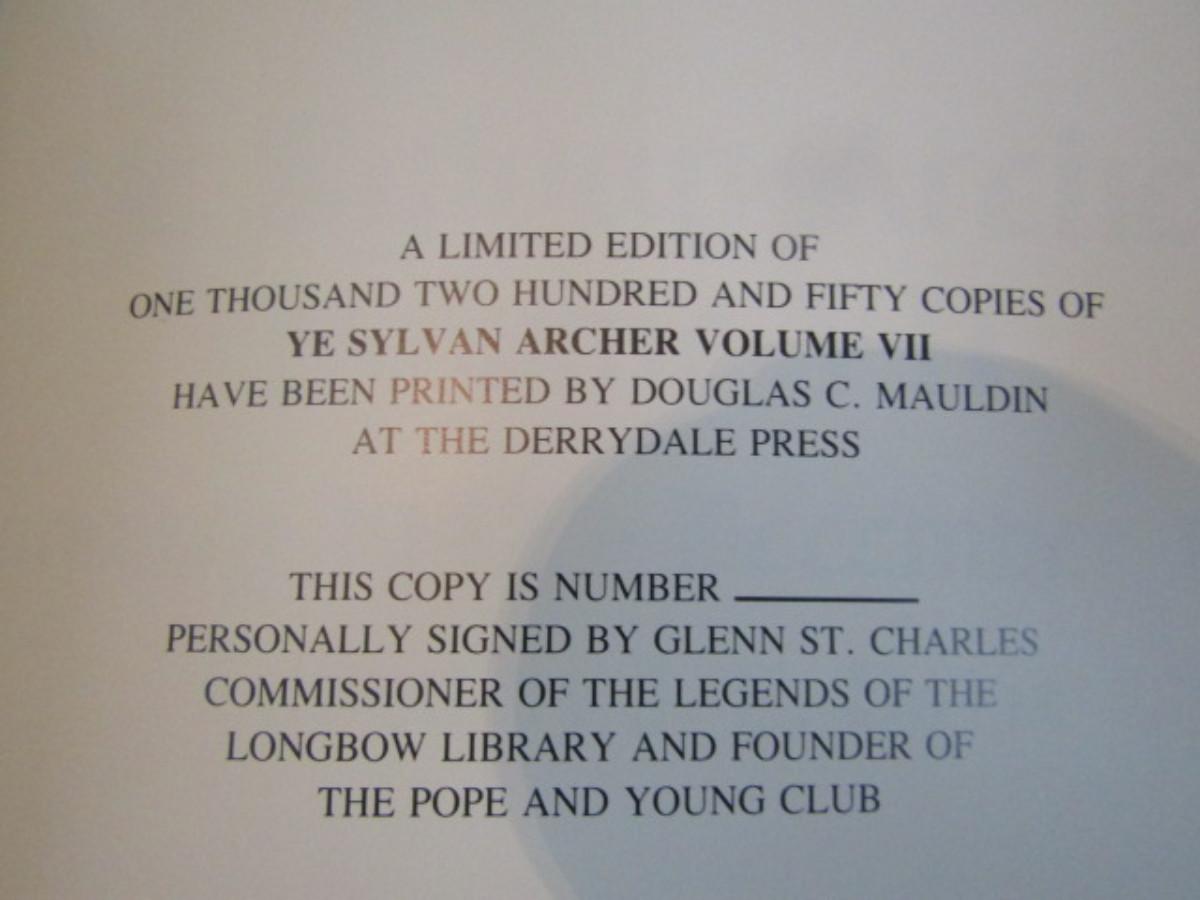 A LIMITED EDITION OF
ONE THOUSAND TWO HUNDRED AND FIFTY COPIES OF
YE SYLVAN ARCHER VOLUME VII
HAVE BEEN PRINTED BY DOUGLAS C. MAULDIN
AT THE DERRYDALE PRESS
THIS COPY IS NUMBER ________
PERSONALLY SIGNED BY GLENN ST. CHARLES
COMMISSIONER OF THE LEGENDS OF THE
LONGBOW LIBRARY AND FOUNDER OF
THE POPE AND YOUNG CLUB